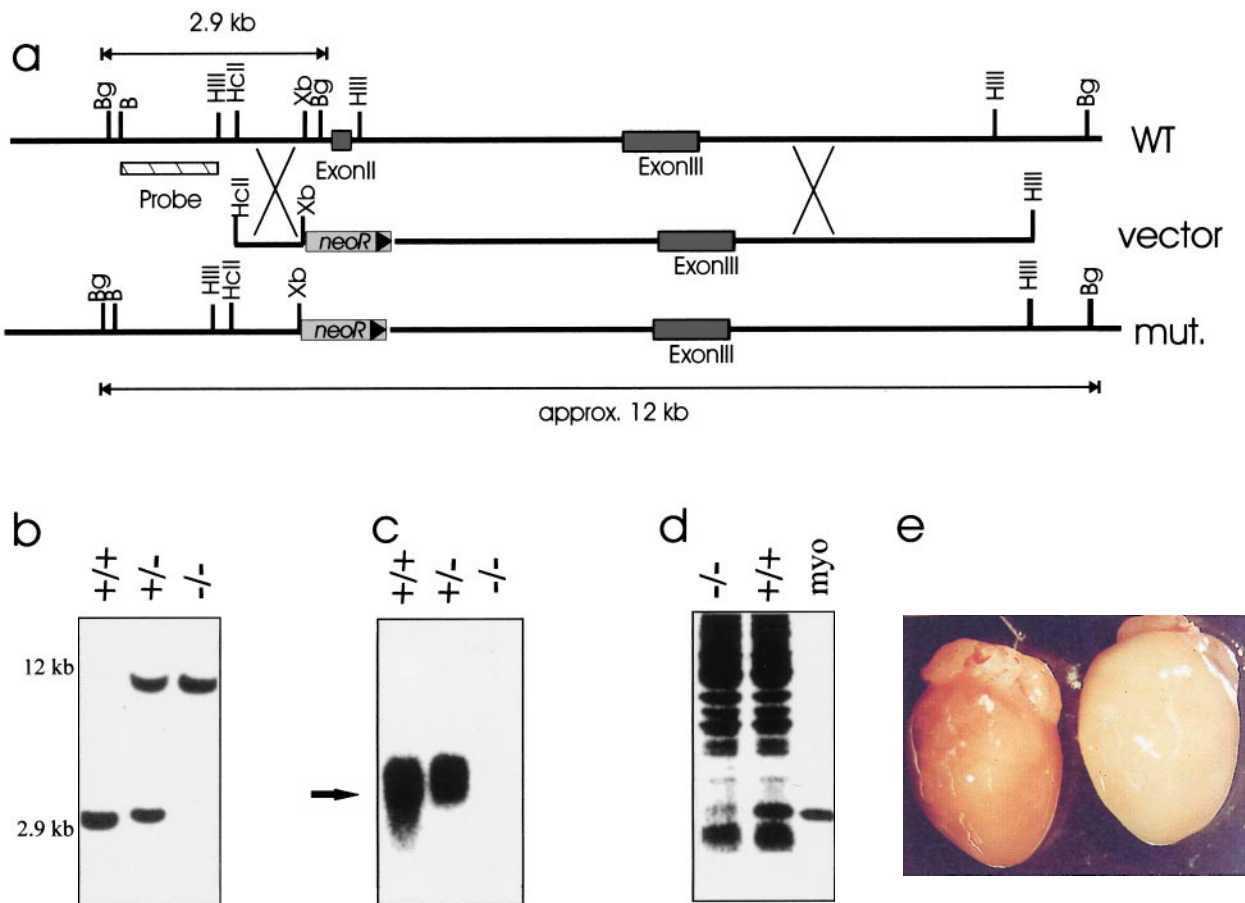 a
2.9 kb
Bg B HIII HcII Xb Bg HIII HIII Bg
WT
ExonII ExonIII
Probe
HcII Xb HIII
neoR
vector
ExonIII
Bg B HIII HcII Xb HIII Bg
neoR
mut.
ExonIII
approx. 12 kb
b
+/+ +/- -/-
12 kb
2.9 kb
c
+/+ +/- -/-
d
-/- +/+ myo
e